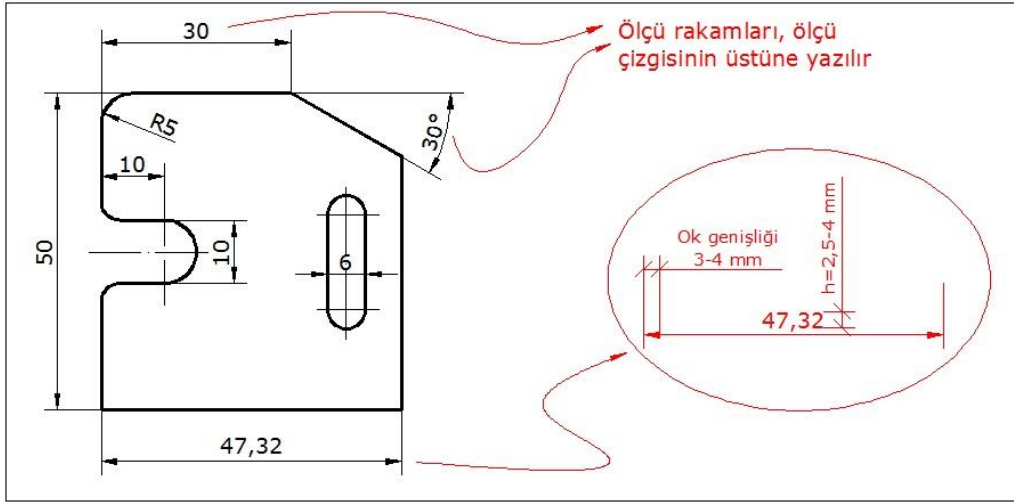 30
Ölçü rakamları, ölçü
çizgisinin üstüne yazılır
R5
30°
10
50
10
6
Ok genişliği
3-4 mm
h=2,5-4 mm
47,32
47,32